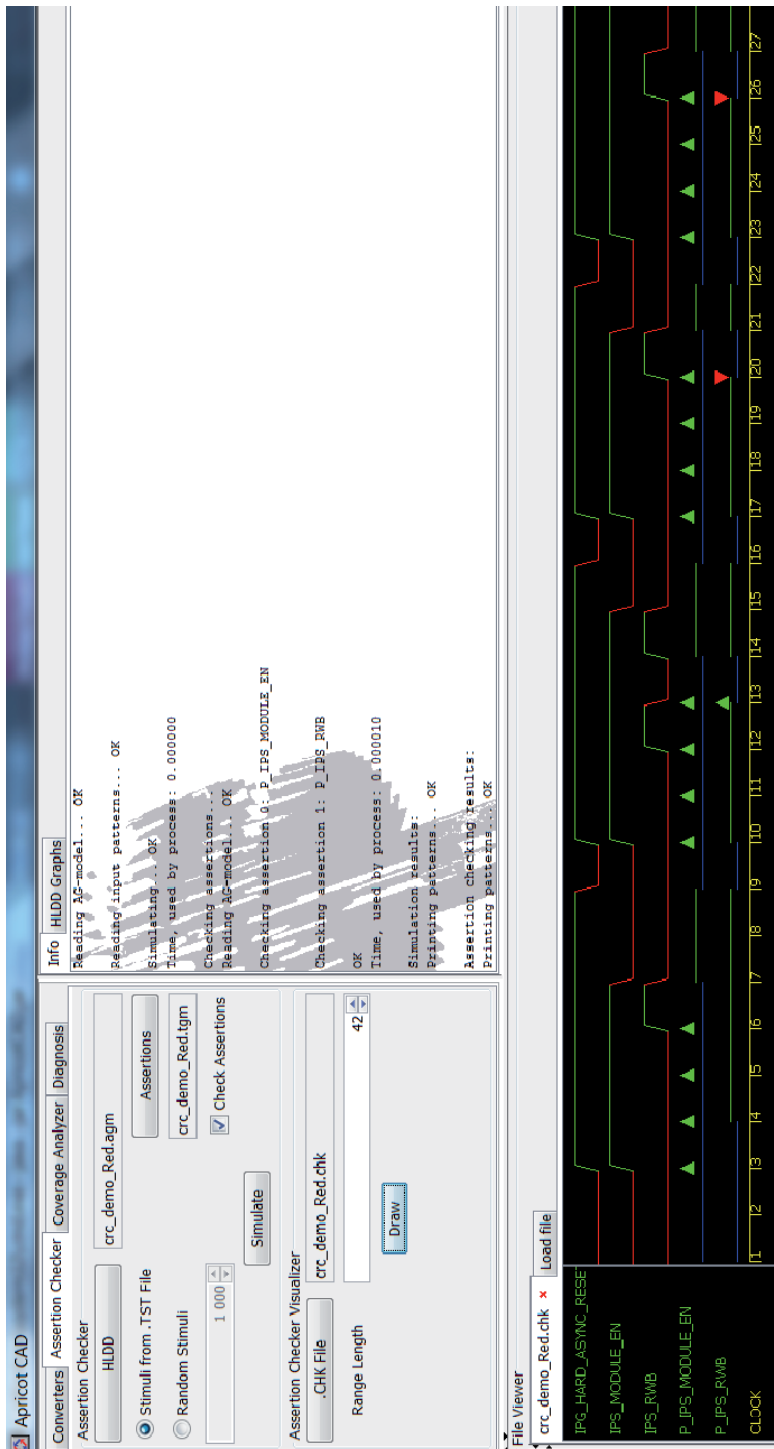 Apricot CAD
Converters Assertion Checker Coverage Analyzer Diagnosis
Assertion Checker
HLDD crc_demo_Red.agm
Stimuli from .TST File
Assertions
Random Stimuli
crc_demo_Red.tgm
1 000
Check Assertions
Simulate
Assertion Checker Visualizer
.CHK File crc_demo_Red.chk
Range Length 42
Draw
Info HLDD Graphs
Reading AG-model... OK
Reading input patterns... OK
Simulating... OK
Time, used by process: 0.000000
Checking assertions...
Reading AG-model... OK
Checking assertion 0: P_IPS_MODULE_EN
Checking assertion 1: P_IPS_RWB
OK
Time, used by process: 0.000010
Simulation results:
Printing patterns... OK
Assertion checking results:
Printing patterns... OK
File Viewer
crc_demo_Red.chk × Load file
IPG_HARD_ASYNC_RESE
IPS_MODULE_EN
IPS_RWB
P_IPS_MODULE_EN
P_IPS_RWB
CLOCK |1 |2 |3 |4 |5 |6 |7 |8 |9 |10 |11 |12 |13 |14 |15 |16 |17 |18 |19 |20 |21 |22 |23 |24 |25 |26 |27